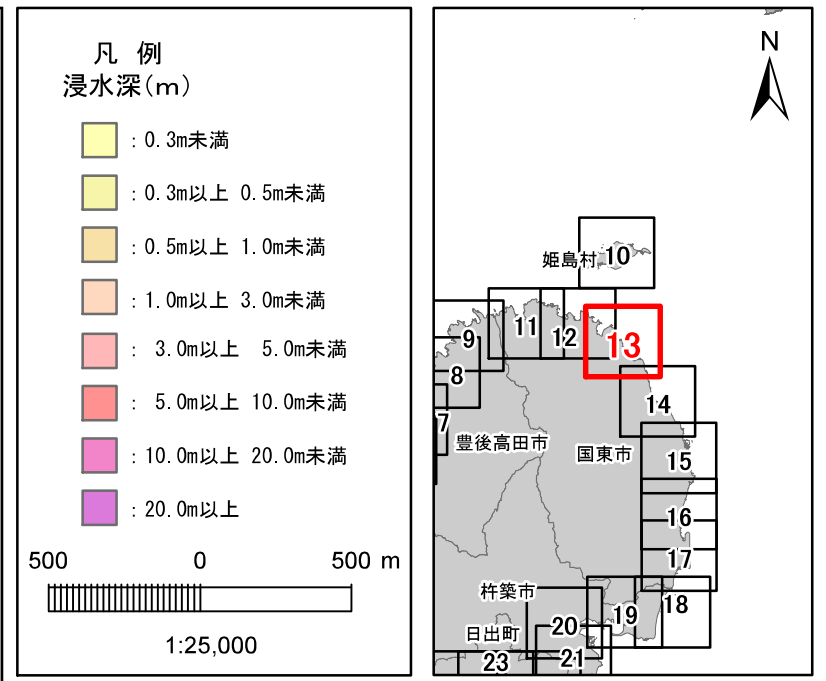 凡 例
浸水深(m)
: 0.3m未満
: 0.3m以上 0.5m未満
: 0.5m以上 1.0m未満
: 1.0m以上 3.0m未満
: 3.0m以上 5.0m未満
: 5.0m以上 10.0m未満
: 10.0m以上 20.0m未満
: 20.0m以上
500 0 500 m
1:25,000
N
姫島村 10
9 11 12 13
8
7 14
豊後高田市 国東市 15
16
17
杵築市 19 18
日出町 20
23 21